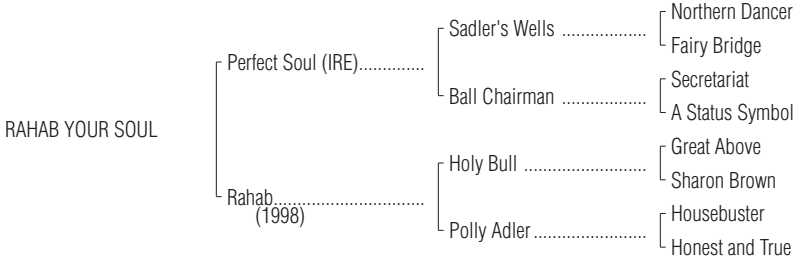 Northern Dancer
Sadler's Wells ..................
Fairy Bridge
Perfect Soul (IRE)..............
Secretariat
Ball Chairman ..................
A Status Symbol
RAHAB YOUR SOUL
Great Above
Holy Bull ..........................
Sharon Brown
Rahab................................
(1998)
Housebuster
Polly Adler ........................
Honest and True